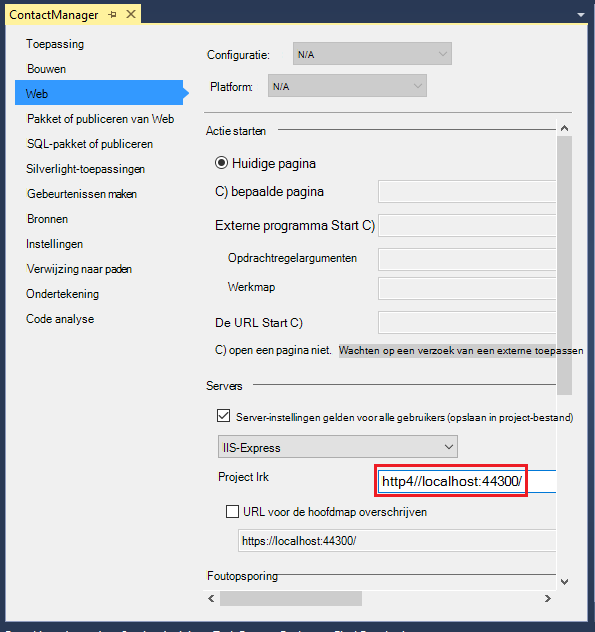 ContactManager
Toepassing
Bouwen
Web
Pakket of publiceren van Web
SQL-pakket of publiceren
Silverlight-toepassingen
Gebeurtenissen maken
Bronnen
Instellingen
Verwijzing naar paden
Ondertekening
Code analyse
Configuratie: N/A
Platform: N/A
Actie starten
Huidige pagina
C) bepaalde pagina
Externe programma Start C)
Opdrachtregelargumenten
Werkmap
De URL Start C)
C) open een pagina niet. Wachten op een verzoek van een externe toepassen
Servers
Server-instellingen gelden voor alle gebruikers (opslaan in project-bestand)
IIS-Express
Project lrk http4//localhost:44300/
URL voor de hoofdmap overschrijven
https://localhost:44300/
Foutopsporing